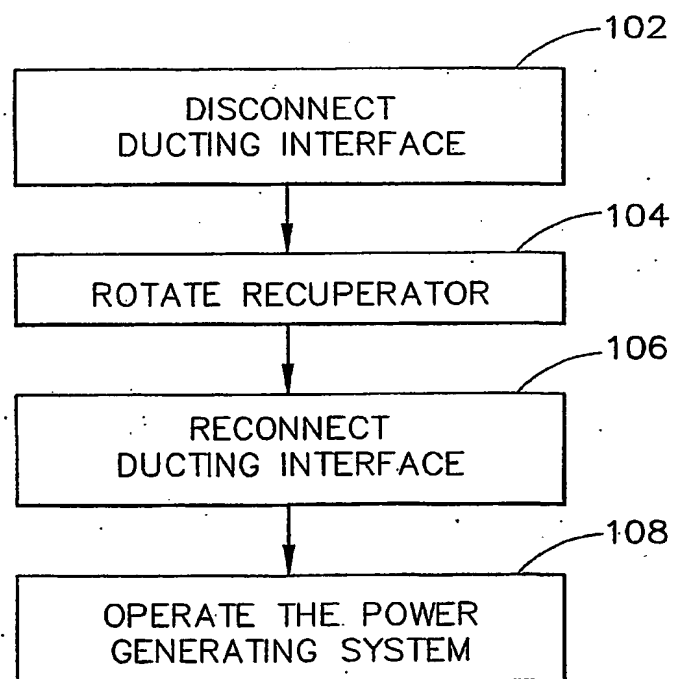 102
DISCONNECT
DUCTING INTERFACE
104
ROTATE RECUPERATOR
106
RECONNECT
DUCTING INTERFACE
108
OPERATE THE POWER
GENERATING SYSTEM